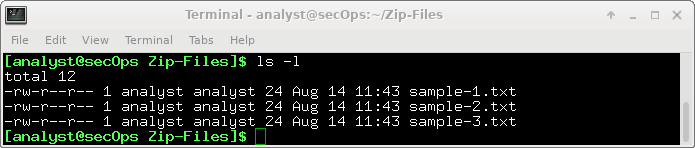 Terminal - analyst@secOps:~/Zip-Files
File Edit View Terminal Tabs Help
[analyst@secOps Zip-Files]$ ls -l
total 12
-rw-r--r-- 1 analyst analyst 24 Aug 14 11:43 sample-1.txt
-rw-r--r-- 1 analyst analyst 24 Aug 14 11:43 sample-2.txt
-rw-r--r-- 1 analyst analyst 24 Aug 14 11:43 sample-3.txt
[analyst@secOps Zip-Files]$